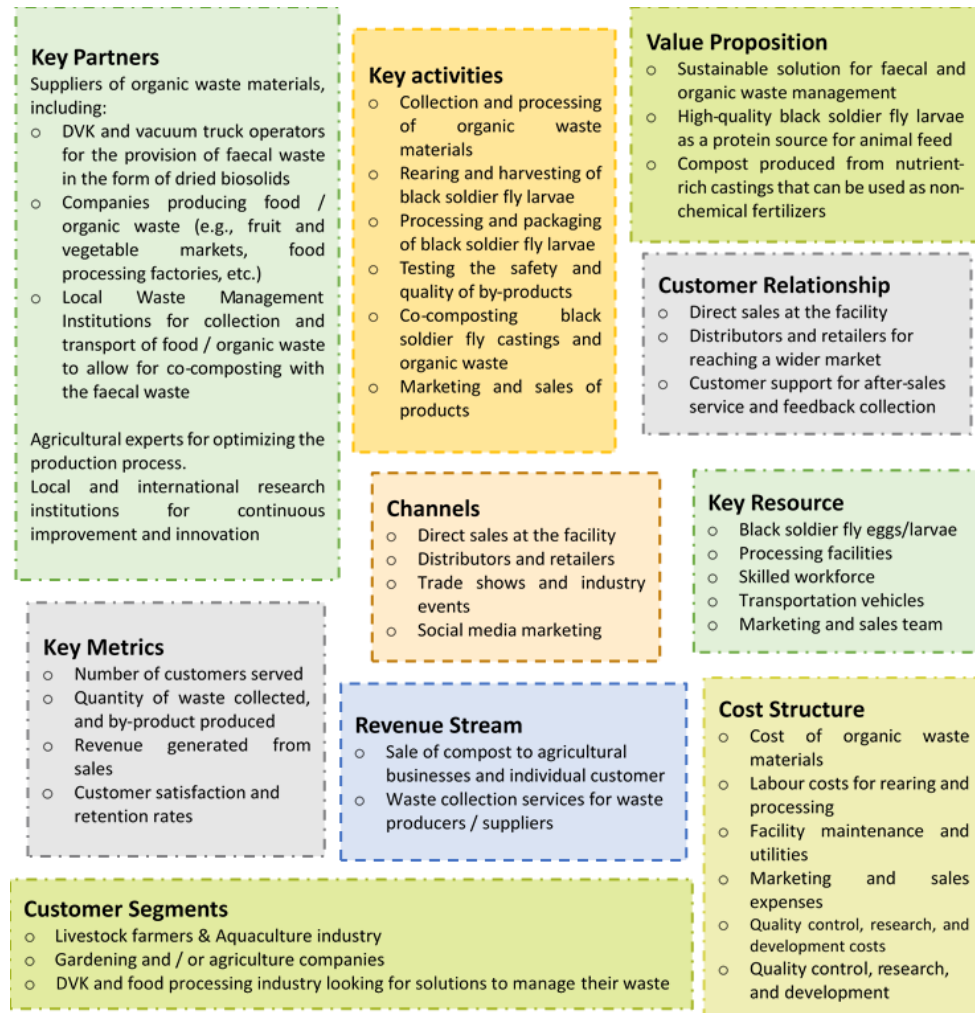 Key Partners
Suppliers of organic waste materials,
including:
o DVK and vacuum truck operators
for the provision of faecal waste
in the form of dried biosolids
o Companies producing food /
organic waste (e.g., fruit and
vegetable markets, food
processing factories, etc.)
o Local Waste Management
Institutions for collection and
transport of food / organic waste
to allow for co-composting with
the faecal waste
Agricultural experts for optimizing the
production process.
Local and international research
institutions for continuous
improvement and innovation
Key activities
o Collection and processing
of organic waste
materials
o Rearing and harvesting of
black soldier fly larvae
o Processing and packaging
of black soldier fly larvae
o Testing the safety and
quality of by-products
o Co-composting black
soldier fly castings and
organic waste
o Marketing and sales of
products
Value Proposition
o Sustainable solution for faecal and
organic waste management
o High-quality black soldier fly larvae
as a protein source for animal feed
o Compost produced from nutrient-
rich castings that can be used as non-
chemical fertilizers
Customer Relationship
o Direct sales at the facility
o Distributors and retailers for
reaching a wider market
o Customer support for after-sales
service and feedback collection
Channels
o Direct sales at the facility
o Distributors and retailers
o Trade shows and industry
events
o Social media marketing
Key Resource
o Black soldier fly eggs/larvae
o Processing facilities
o Skilled workforce
o Transportation vehicles
o Marketing and sales team
Key Metrics
o Number of customers served
o Quantity of waste collected,
and by-product produced
o Revenue generated from
sales
o Customer satisfaction and
retention rates
Revenue Stream
o Sale of compost to agricultural
businesses and individual customer
o Waste collection services for waste
producers / suppliers
Cost Structure
o Cost of organic waste
materials
o Labour costs for rearing and
processing
o Facility maintenance and
utilities
o Marketing and sales
expenses
o Quality control, research, and
development costs
o Quality control, research,
and development
Customer Segments
o Livestock farmers & Aquaculture industry
o Gardening and / or agriculture companies
o DVK and food processing industry looking for solutions to manage their waste